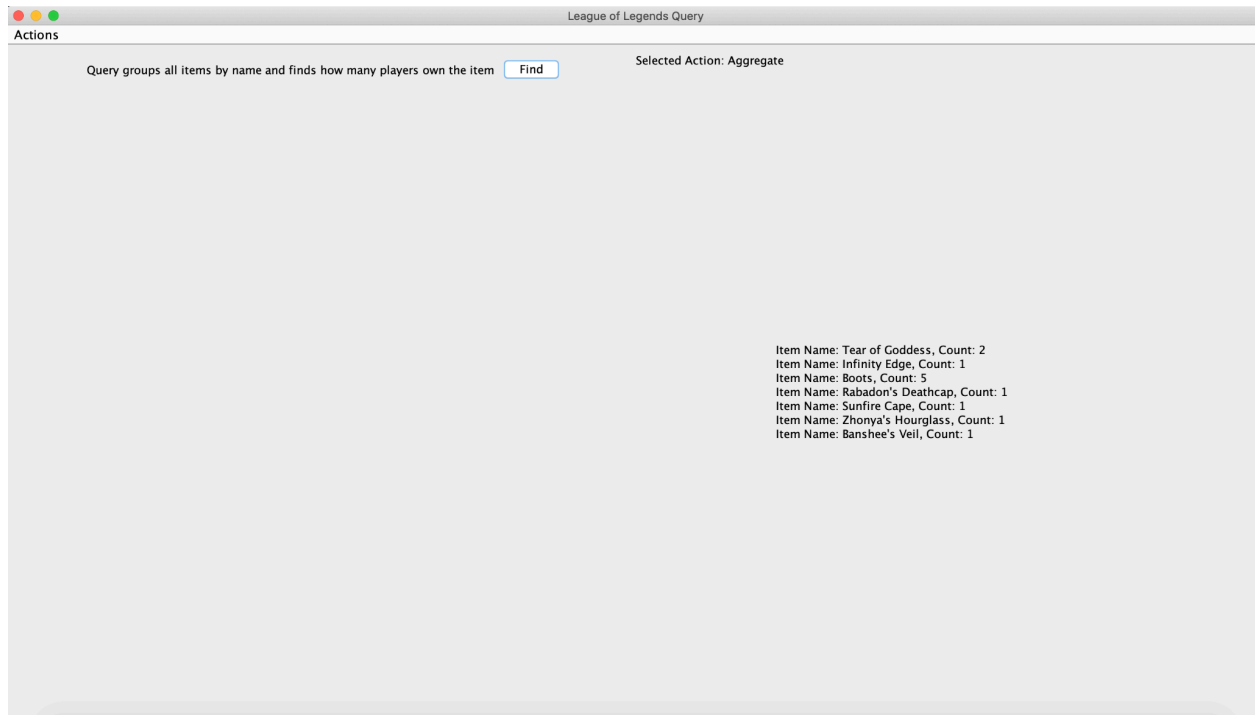 League of Legends Query
Actions
Query groups all items by name and finds how many players own the item Find
Selected Action: Aggregate
Item Name: Tear of Goddess, Count: 2
Item Name: Infinity Edge, Count: 1
Item Name: Boots, Count: 5
Item Name: Rabadon's Deathcap, Count: 1
Item Name: Sunfire Cape, Count: 1
Item Name: Zhonya's Hourglass, Count: 1
Item Name: Banshee's Veil, Count: 1